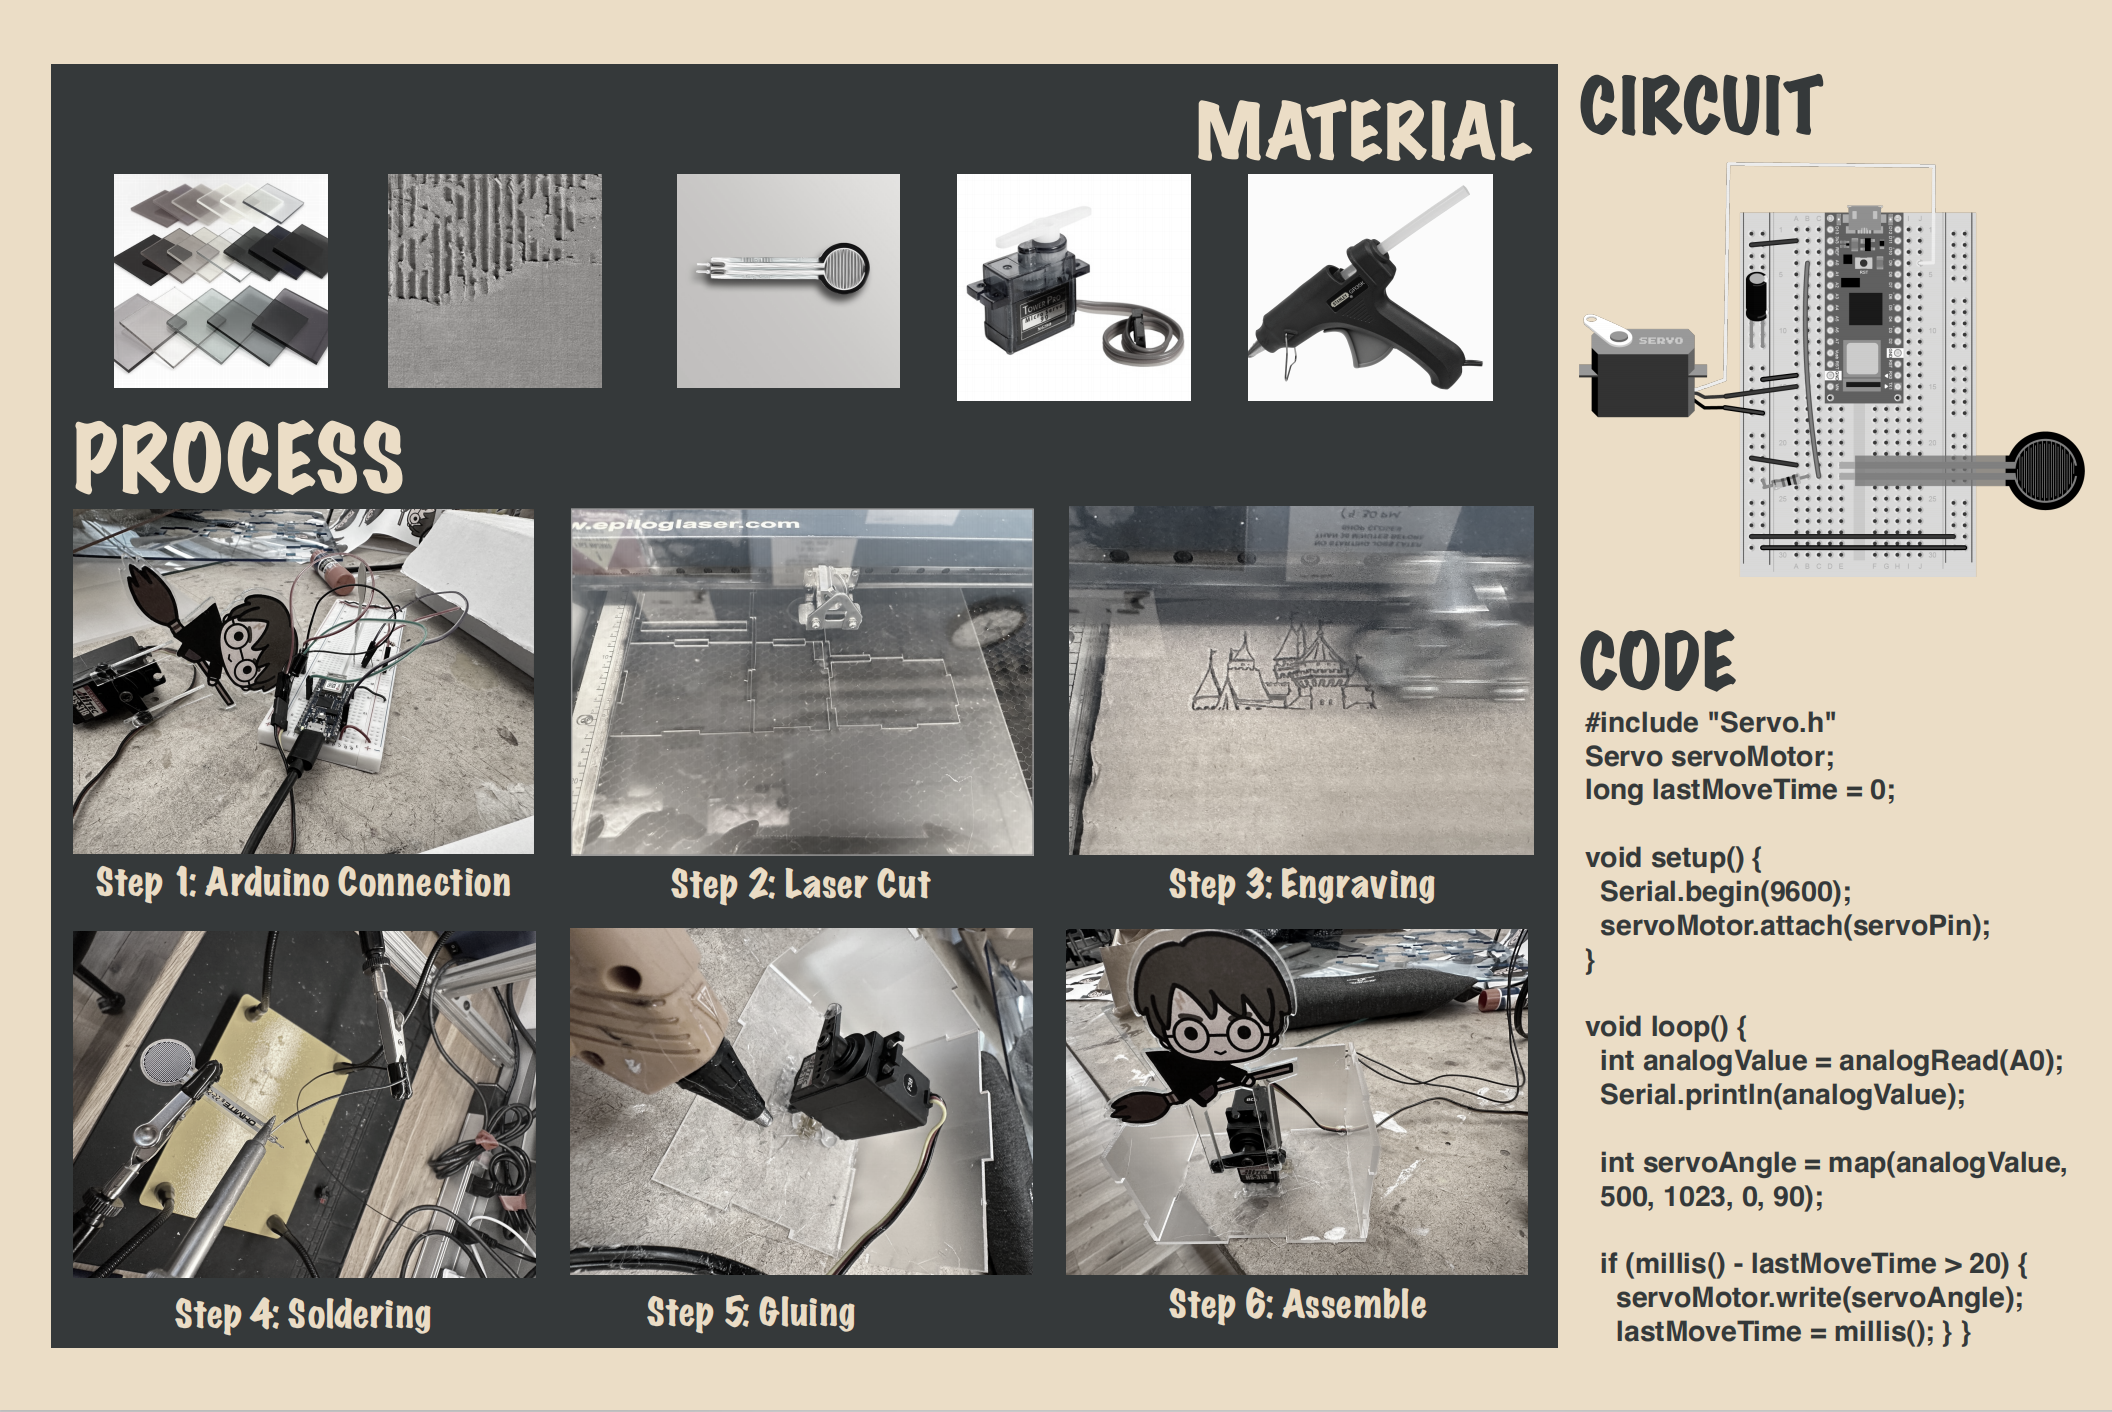 MATERIAL
CIRCUIT
TOWER PRO
SERVO
PROCESS
w.epiloglaser.com
Step 1: Arduino Connection
Step 2: Laser Cut
Step 3: Engraving
Step 4: Soldering
Step 5: Gluing
Step 6: Assemble
CODE
#include "Servo.h"
Servo servoMotor;
long lastMoveTime = 0;
void setup() {
Serial.begin(9600);
servoMotor.attach(servoPin);
}
void loop() {
int analogValue = analogRead(A0);
Serial.println(analogValue);
int servoAngle = map(analogValue,
500, 1023, 0, 90);
if (millis() - lastMoveTime > 20) {
servoMotor.write(servoAngle);
lastMoveTime = millis(); } }